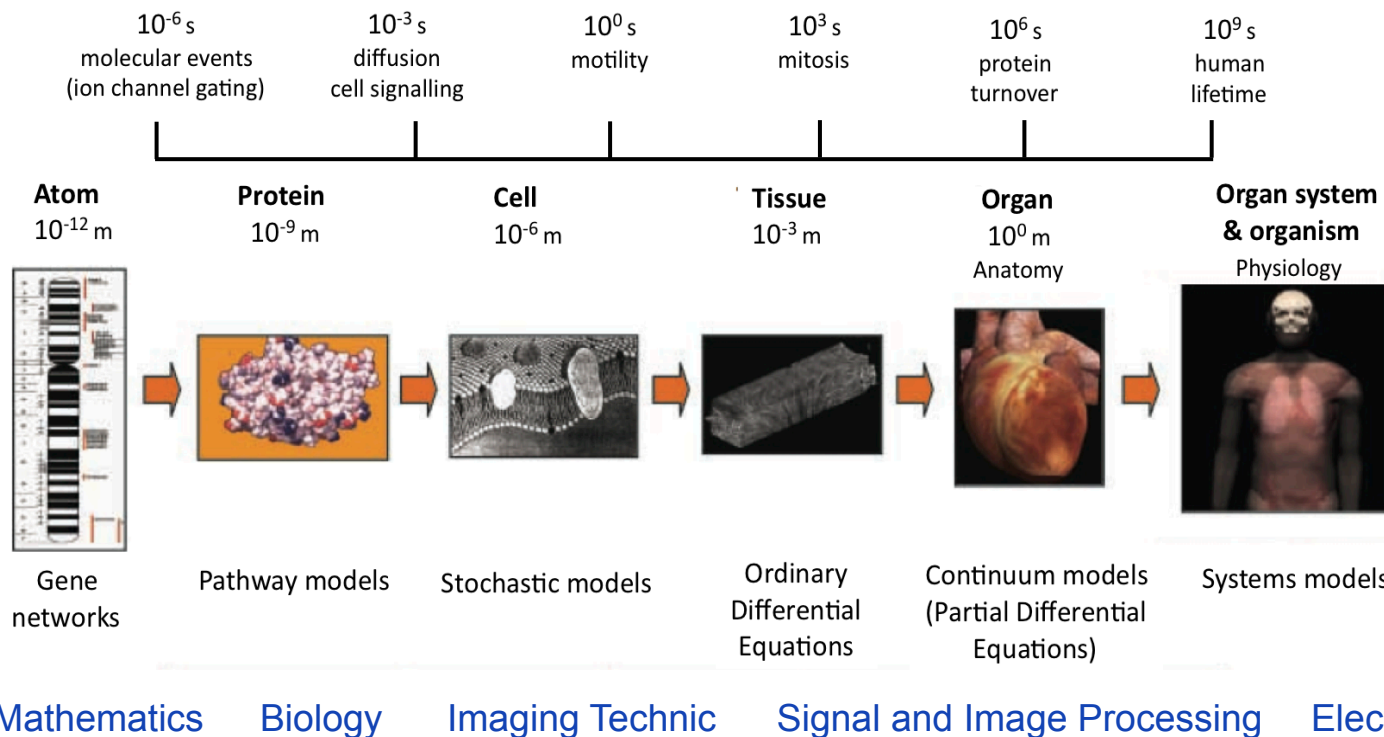 10⁻⁶ s
molecular events
(ion channel gating)
10⁻³ s
diffusion
cell signalling
10⁰ s
motility
10³ s
mitosis
10⁶ s
protein
turnover
10⁹ s
human
lifetime
Atom
10⁻¹² m
Protein
10⁻⁹ m
Cell
10⁻⁶ m
Tissue
10⁻³ m
Organ
10⁰ m
Anatomy
Organ system
& organism
Physiology
Gene
networks
Pathway models
Stochastic models
Ordinary
Differential
Equations
Continuum models
(Partial Differential
Equations)
Systems models
Mathematics Biology Imaging Technic Signal and Image Processing Elec